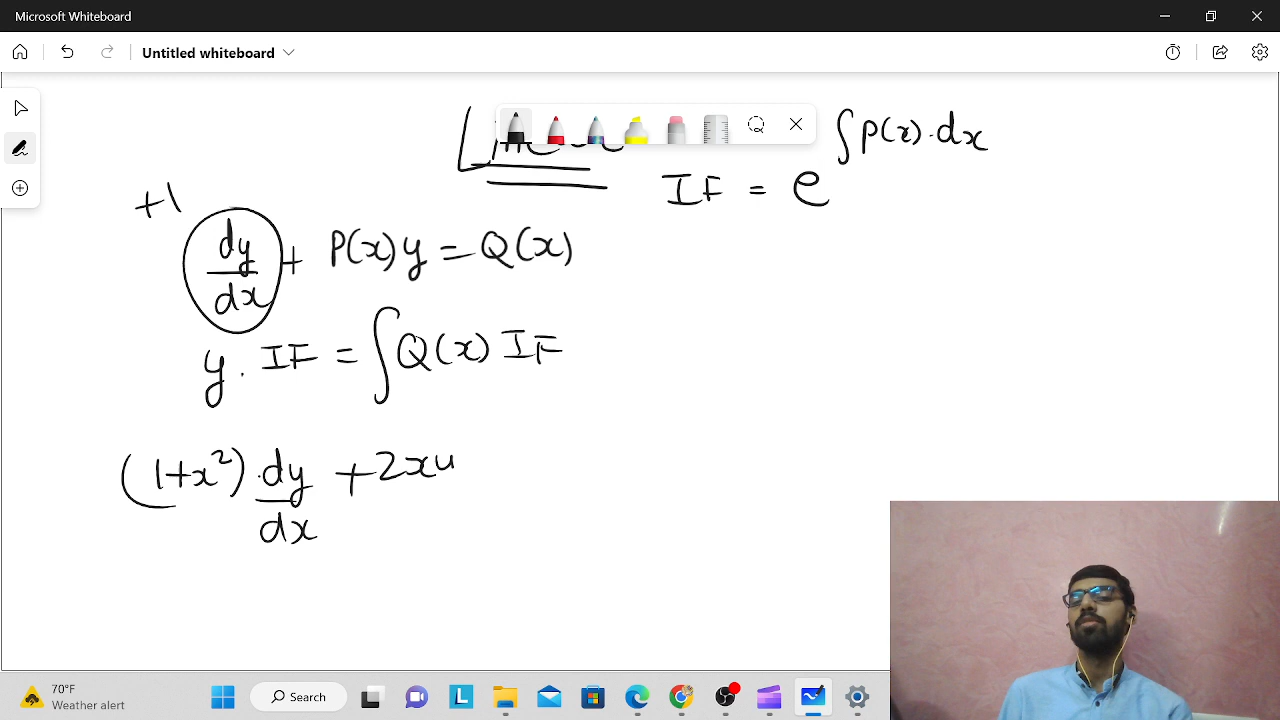 Microsoft Whiteboard
Untitled whiteboard
∫P(x)·dx
IF = e
+1
dy/dx + P(x)y = Q(x)
y. IF = ∫Q(x) IF
(1+x²).dy/dx + 2xy
70°F
Weather alert
Search